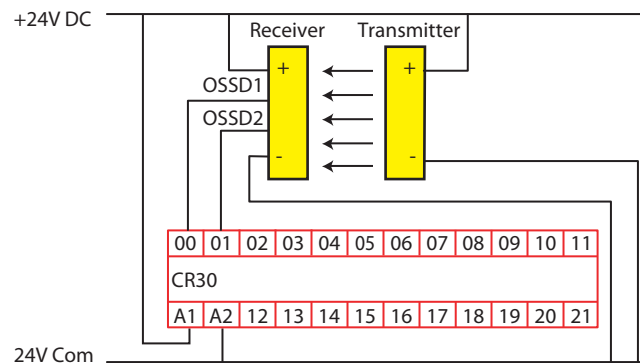 +24V DC
Receiver Transmitter
+ +
OSSD1
OSSD2
- -
00 01 02 03 04 05 06 07 08 09 10 11
CR30
A1 A2 12 13 14 15 16 17 18 19 20 21
24V Com